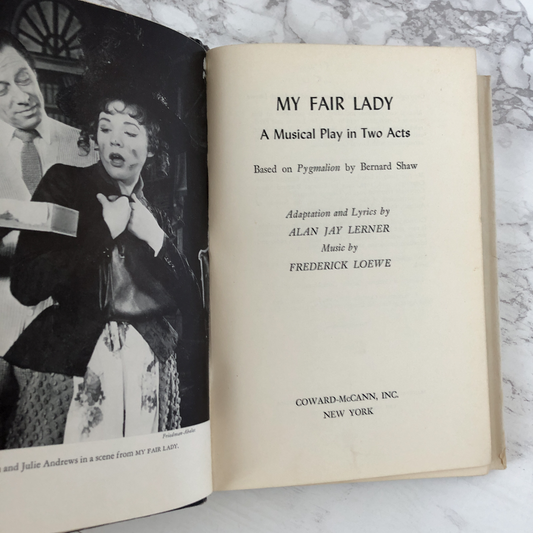 Friedman-Abeles
and Julie Andrews in a scene from MY FAIR LADY.
MY FAIR LADY
A Musical Play in Two Acts
Based on Pygmalion by Bernard Shaw
Adaptation and Lyrics by
ALAN JAY LERNER
Music by
FREDERICK LOEWE
COWARD-McCANN, INC.
NEW YORK